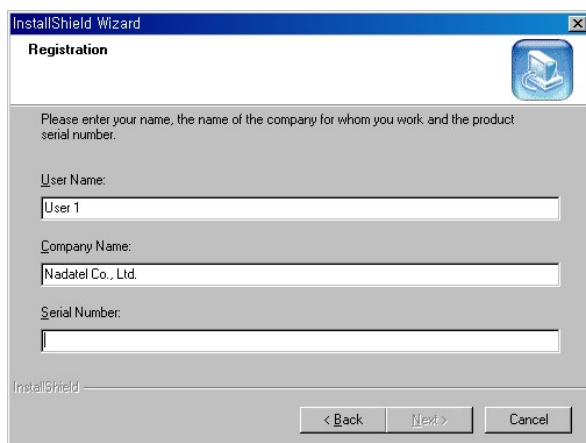 InstallShield Wizard
Registration
Please enter your name, the name of the company for whom you work and the product
serial number.
User Name:
User 1
Company Name:
Nadatel Co., Ltd.
Serial Number:
InstallShield
< Back
Next >
Cancel